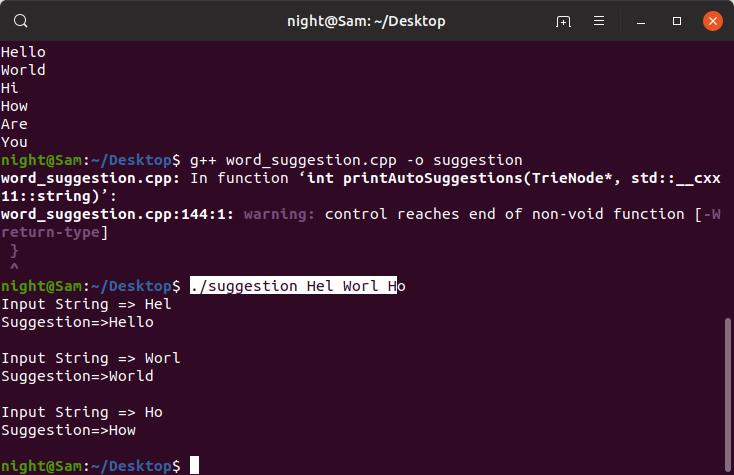 night@Sam: ~/Desktop
Hello
World
Hi
How
Are
You
night@Sam:~/Desktop$ g++ word_suggestion.cpp -o suggestion
word_suggestion.cpp: In function ‘int printAutoSuggestions(TrieNode*, std::__cxx
11::string)’:
word_suggestion.cpp:144:1: warning: control reaches end of non-void function [-W
return-type]
 }
 ^
night@Sam:~/Desktop$ ./suggestion Hel Worl Ho
Input String => Hel
Suggestion=>Hello
Input String => Worl
Suggestion=>World
Input String => Ho
Suggestion=>How
night@Sam:~/Desktop$